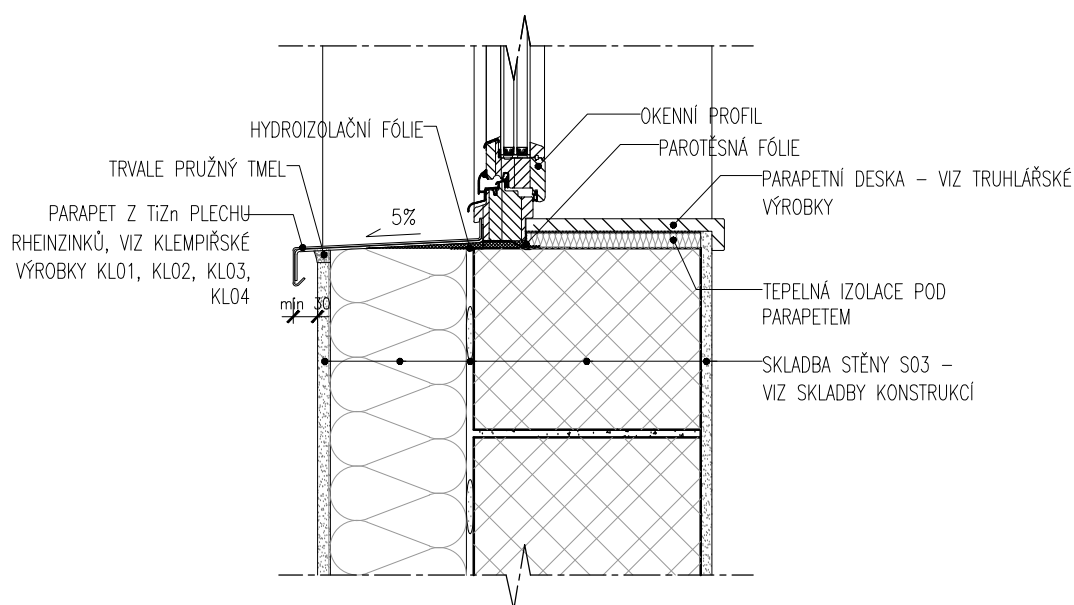 HYDROIZOLAČNÍ FÓLIE
TRVALE PRUŽNÝ TMEL
PARAPET Z TiZn PLECHU
RHEINZINKŮ, VIZ KLEMPIŘSKÉ
VÝROBKY KL01, KL02, KL03,
KL04
min 30
5%
OKENNÍ PROFIL
PAROTĚSNÁ FÓLIE
PARAPETNÍ DESKA – VIZ TRUHLÁŘSKÉ
VÝROBKY
TEPELNÁ IZOLACE POD
PARAPETEM
SKLADBA STĚNY S03 –
VIZ SKLADBY KONSTRUKCÍ